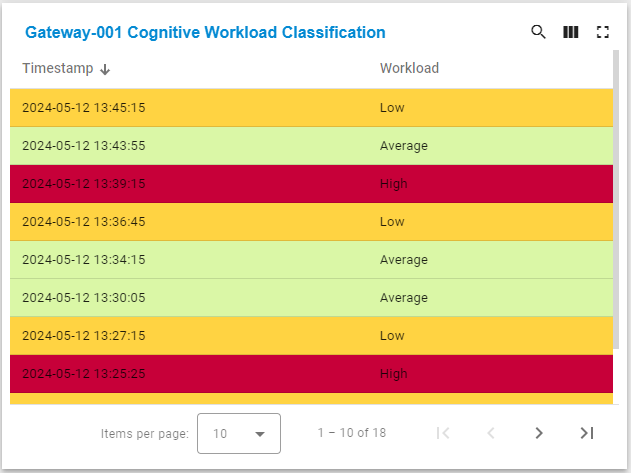 Gateway-001 Cognitive Workload Classification
Timestamp Workload
2024-05-12 13:45:15 Low
2024-05-12 13:43:55 Average
2024-05-12 13:39:15 High
2024-05-12 13:36:45 Low
2024-05-12 13:34:15 Average
2024-05-12 13:30:05 Average
2024-05-12 13:27:15 Low
2024-05-12 13:25:25 High
Items per page: 10 1 – 10 of 18